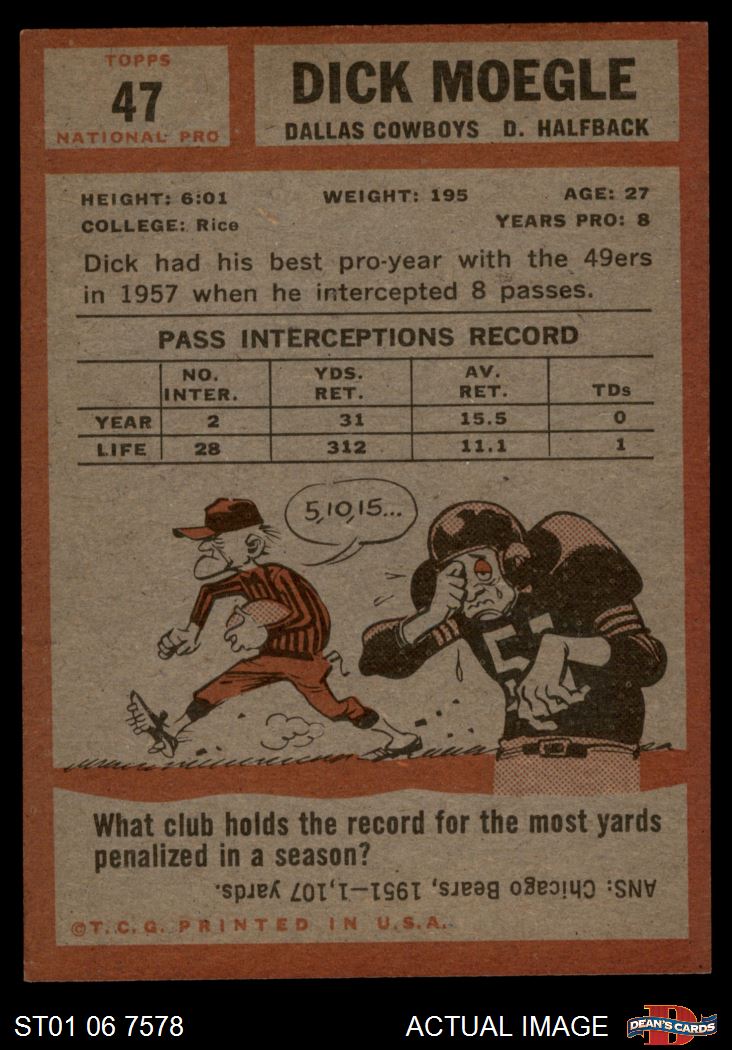 TOPPS
47
NATIONAL PRO
DICK MOEGLE
DALLAS COWBOYS D. HALFBACK
HEIGHT: 6:01 WEIGHT: 195 AGE: 27
COLLEGE: Rice YEARS PRO: 8
Dick had his best pro-year with the 49ers
in 1957 when he intercepted 8 passes.
PASS INTERCEPTIONS RECORD
NO. INTER. YDS. RET. AV. RET. TDs
YEAR 2 31 15.5 0
LIFE 28 312 11.1 1
5,10,15...
5
What club holds the record for the most yards
penalized in a season?
ANS: Chicago Bears, 1951—1,107 yards.
©T.C.G. PRINTED IN U.S.A.
ST01 06 7578 ACTUAL IMAGE D DEAN'S CARDS